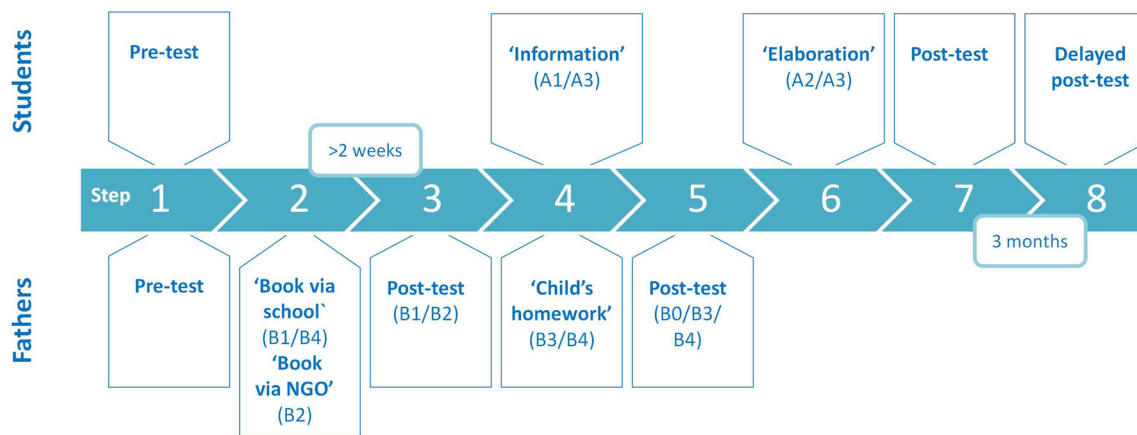 Students
Pre-test
‘Information’
(A1/A3)
‘Elaboration’
(A2/A3)
Post-test
Delayed
post-test
>2 weeks
Step 1 2 3 4 5 6 7 8
3 months
Fathers
Pre-test
‘Book via
school`
(B1/B4)
‘Book
via NGO’
(B2)
Post-test
(B1/B2)
‘Child’s
homework’
(B3/B4)
Post-test
(B0/B3/
B4)